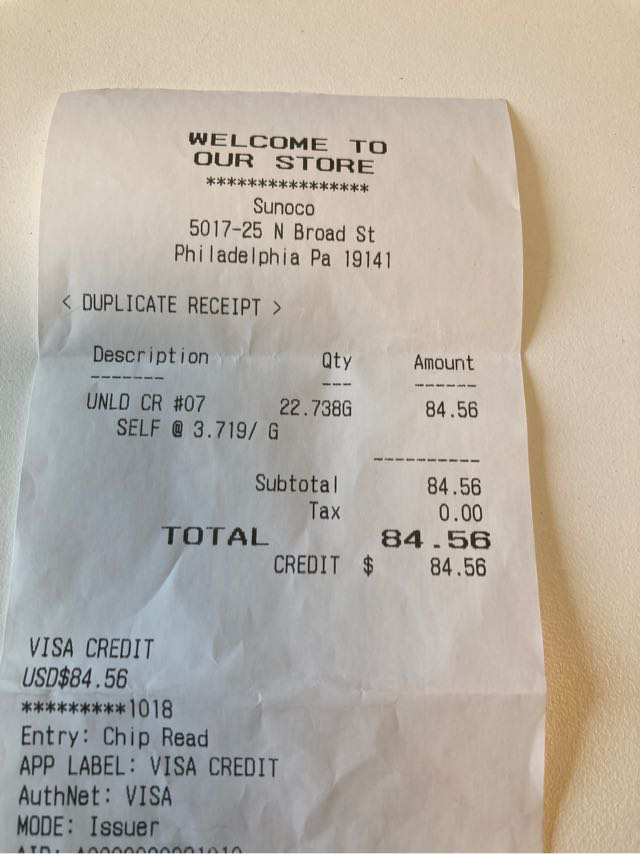 WELCOME TO
OUR STORE
****************
Sunoco
5017-25 N Broad St
Philadelphia Pa 19141
< DUPLICATE RECEIPT >
Description Qty Amount
------- --- ------
UNLD CR #07 22.738G 84.56
SELF @ 3.719/ G
----------
Subtotal 84.56
Tax 0.00
TOTAL 84.56
CREDIT $ 84.56
VISA CREDIT
USD$84.56
*********1018
Entry: Chip Read
APP LABEL: VISA CREDIT
AuthNet: VISA
MODE: Issuer
AID: